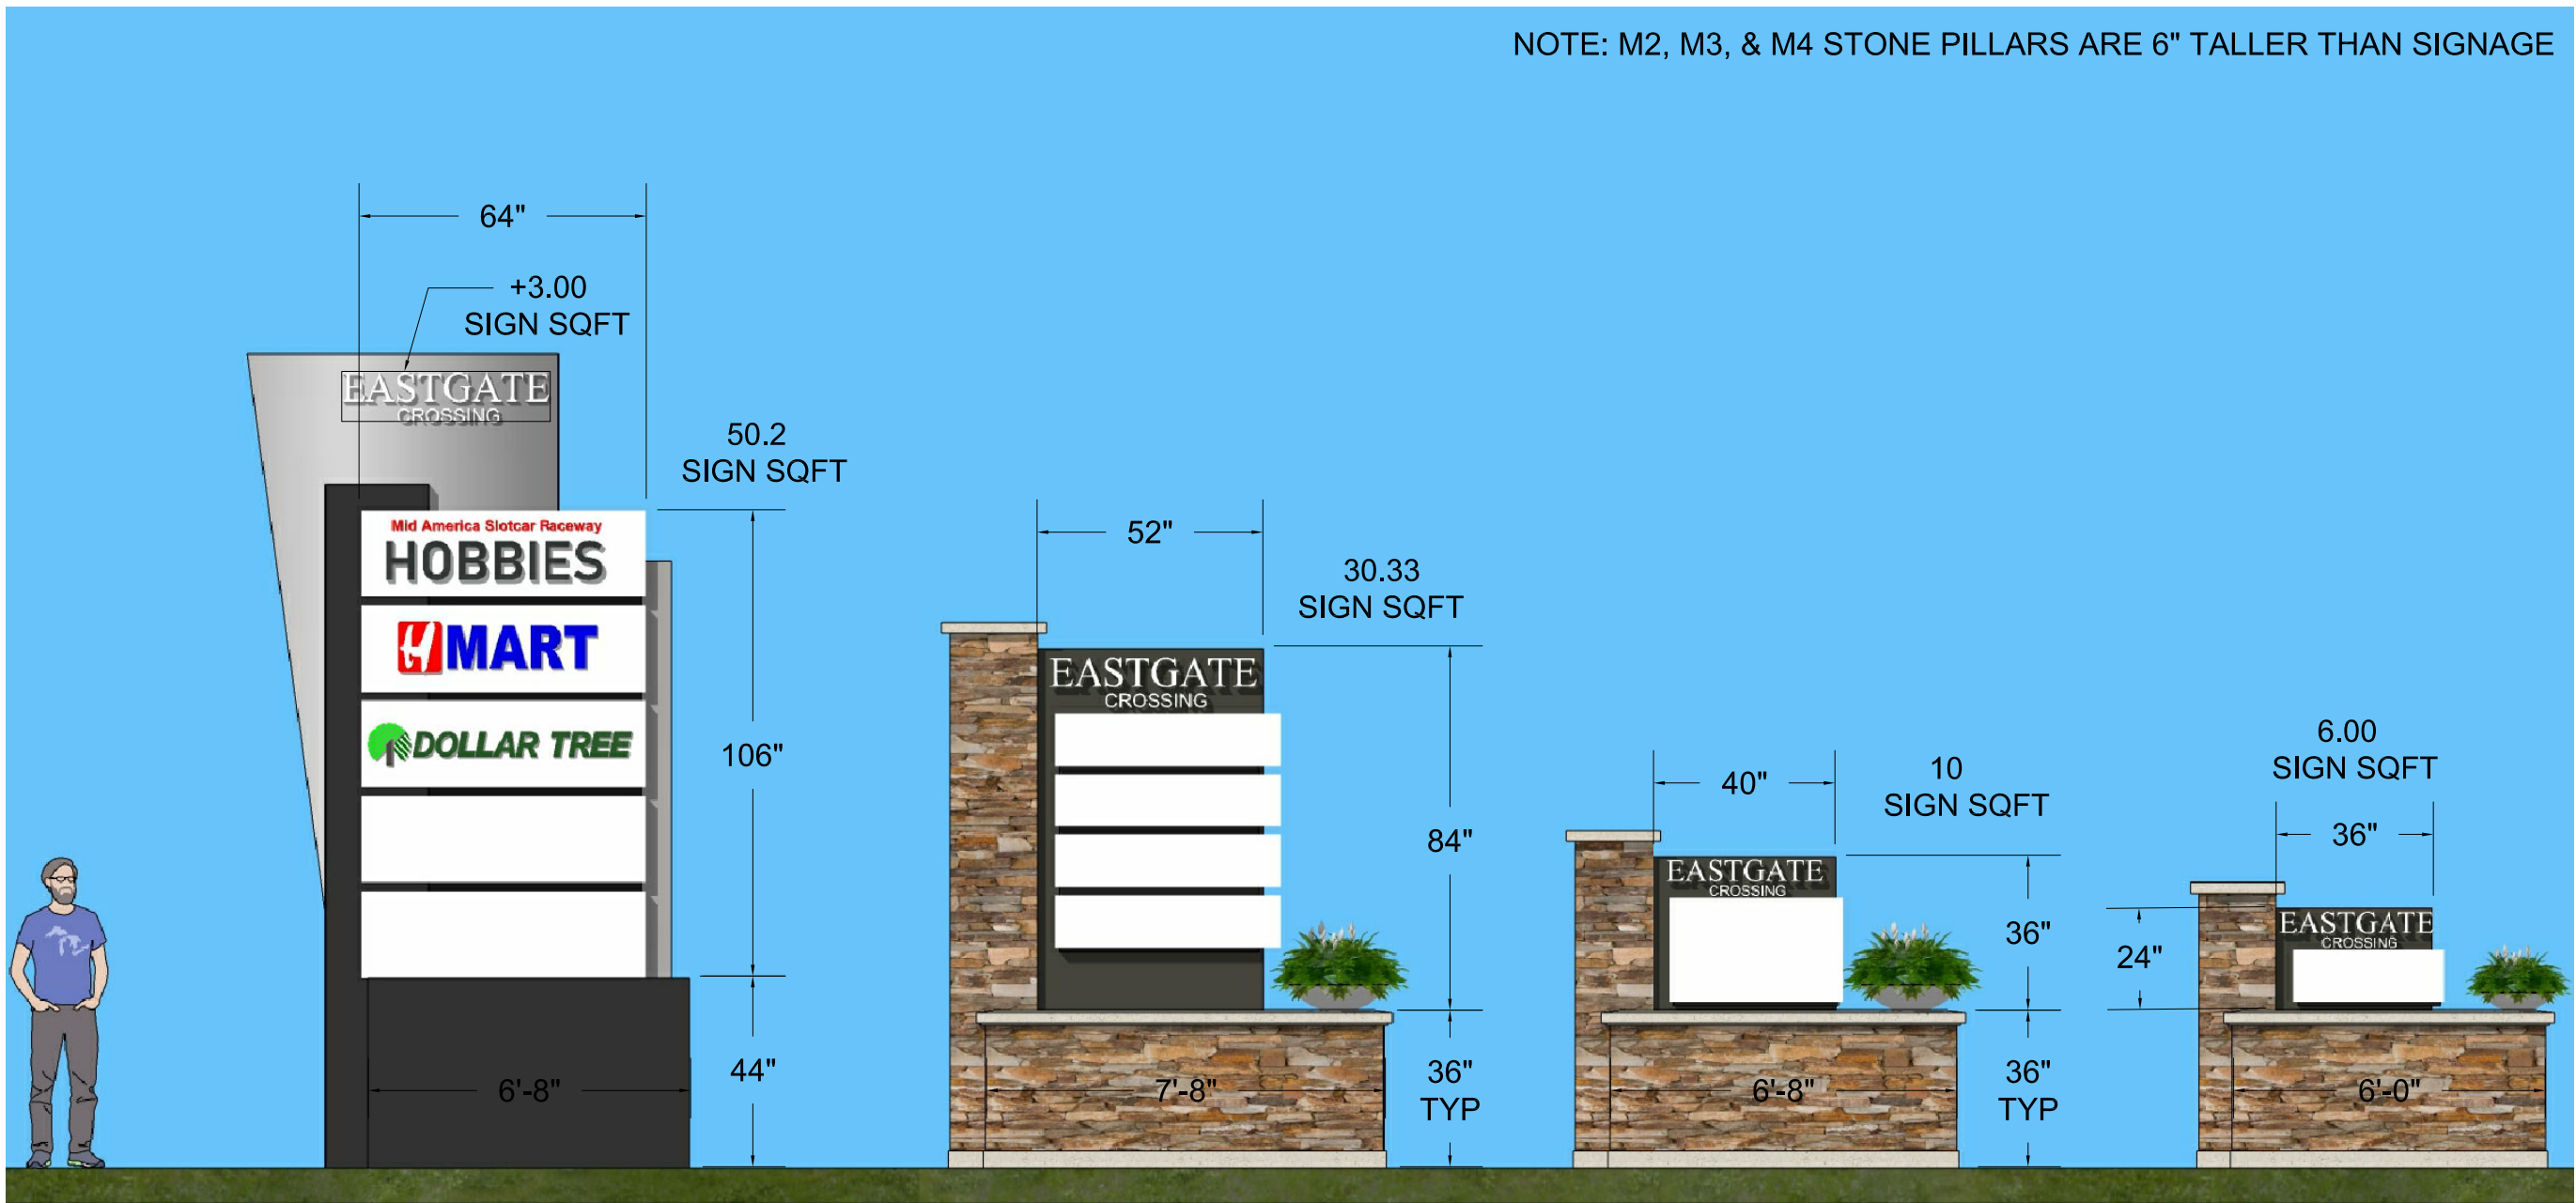 NOTE: M2, M3, & M4 STONE PILLARS ARE 6" TALLER THAN SIGNAGE
64"
+3.00
SIGN SQFT
EASTGATE
CROSSING
50.2
SIGN SQFT
Mid America Slotcar Raceway
HOBBIES
H MART
DOLLAR TREE
106"
44"
6'-8"
52"
30.33
SIGN SQFT
EASTGATE
CROSSING
84"
36"
TYP
7'-8"
40"
10
SIGN SQFT
EASTGATE
CROSSING
36"
36"
TYP
6'-8"
6.00
SIGN SQFT
36"
EASTGATE
CROSSING
24"
6'-0"